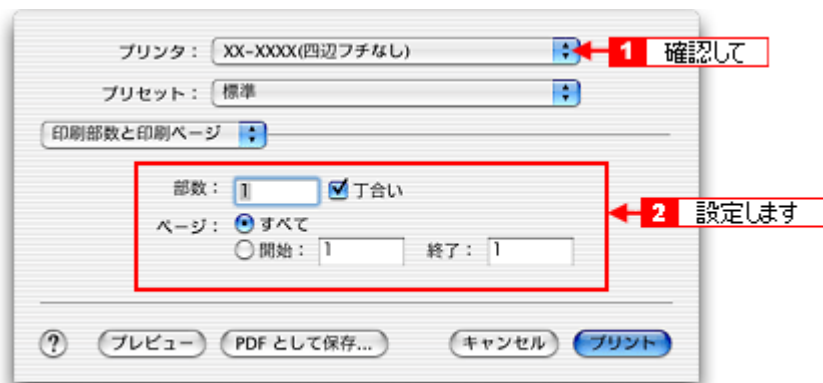 プリンタ： XX-XXXX(四辺フチなし) 1 確認して
プリセット： 標準
印刷部数と印刷ページ
部数： 1 丁合い
2 設定します
ページ： すべて
開始： 1 終了： 1
? プレビュー PDF として保存... キャンセル プリント